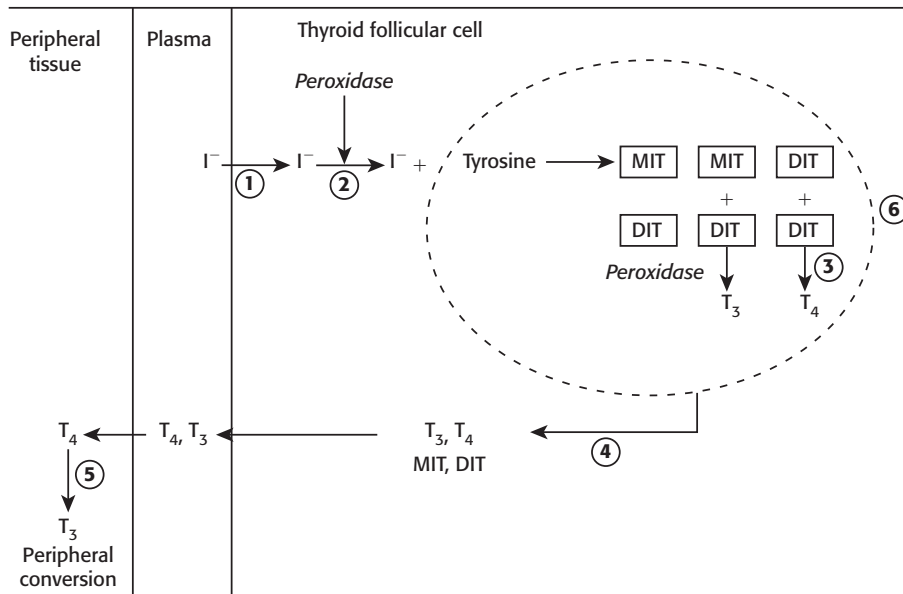 Peripheral tissue
Plasma
Thyroid follicular cell
Peroxidase
I⁻ ① I⁻ ② I⁻ + Tyrosine MIT MIT DIT
+ + ⑥
DIT DIT DIT
Peroxidase ③
T₃ T₄
T₄ T₄, T₃ T₃, T₄ ④
MIT, DIT
⑤
T₃
Peripheral
conversion